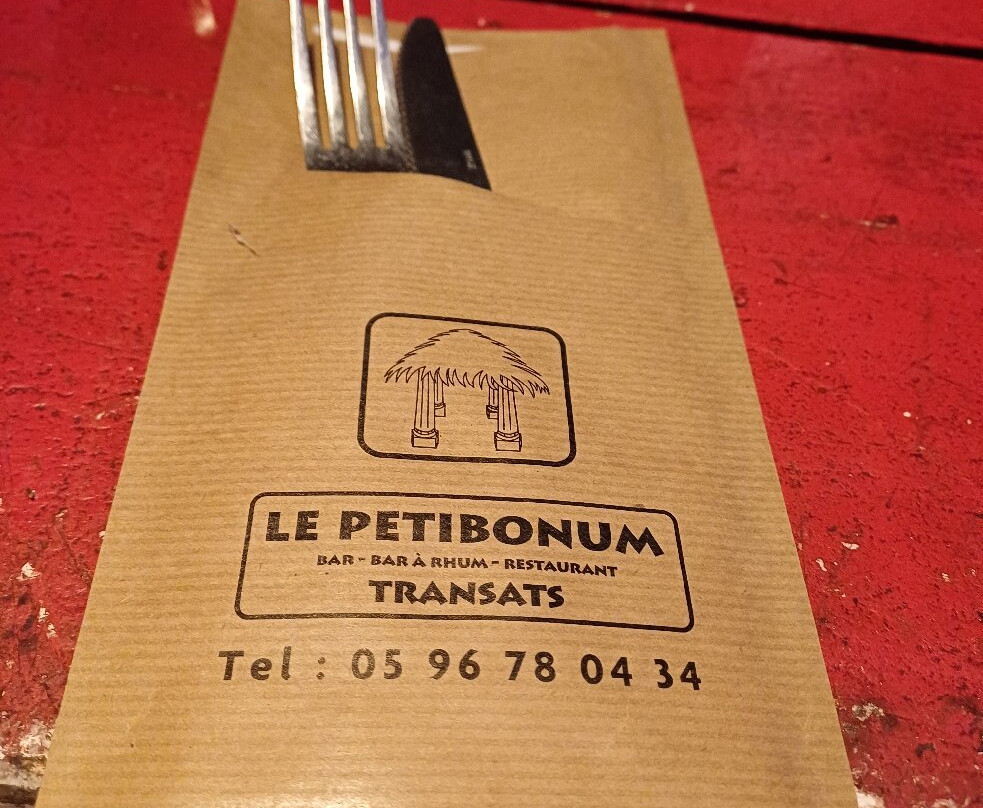 LE PETIBONUM
BAR - BAR À RHUM - RESTAURANT
TRANSATS
Tel : 05 96 78 04 34